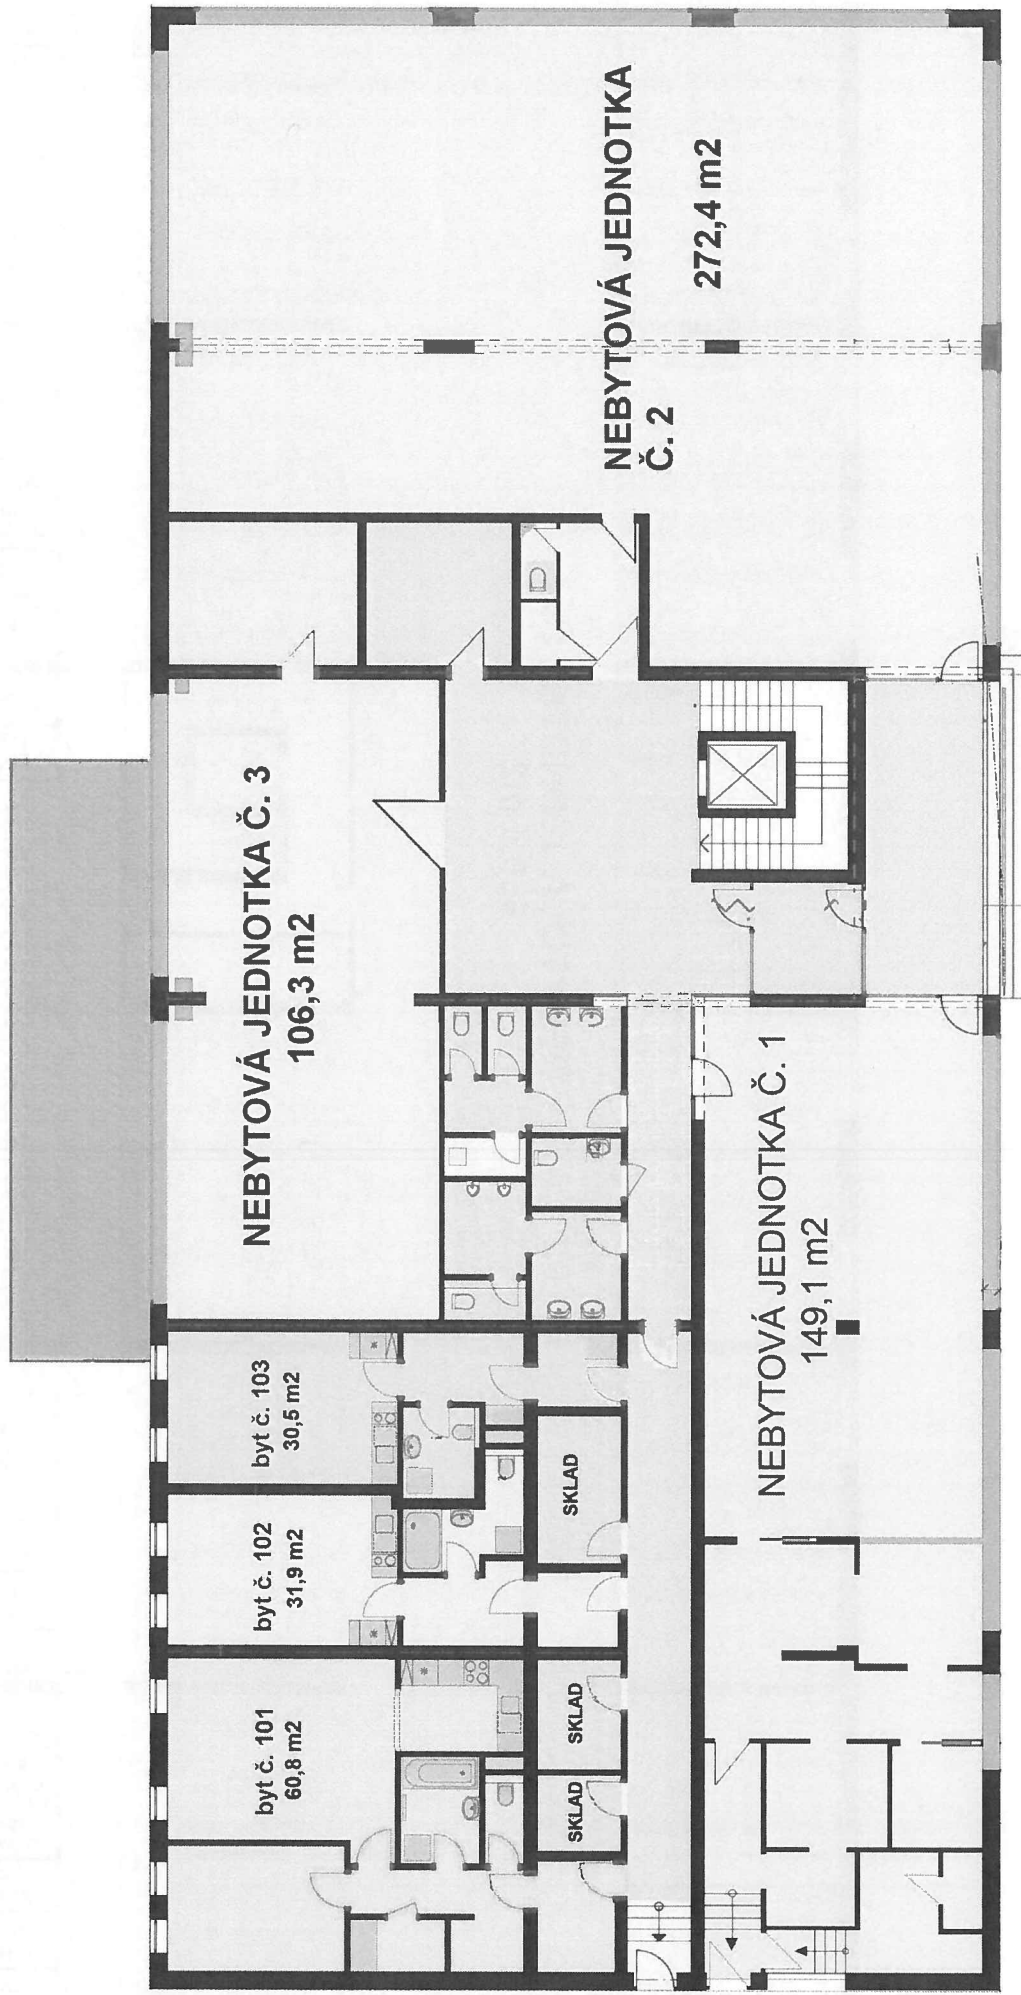 NEBYTOVÁ JEDNOTKA
Č. 2
272,4 m2
NEBYTOVÁ JEDNOTKA Č. 3
106,3 m2
NEBYTOVÁ JEDNOTKA Č. 1
149,1 m2
byt č. 103
30,5 m2
SKLAD
byt č. 102
31,9 m2
byt č. 101
60,8 m2
SKLAD
SKLAD